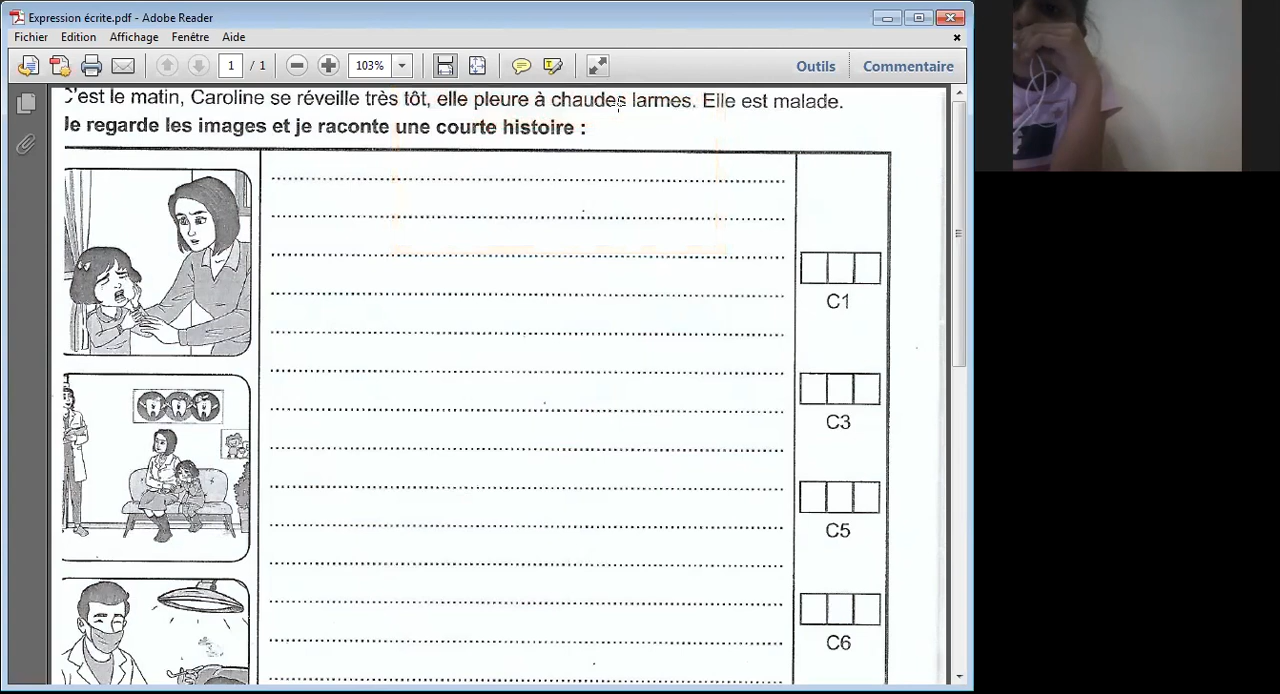 Expression écrite.pdf - Adobe Reader
Fichier Edition Affichage Fenêtre Aide
1 / 1 103% Outils Commentaire
C'est le matin, Caroline se réveille très tôt, elle pleure à chaudes larmes. Elle est malade.
Je regarde les images et je raconte une courte histoire :
C1
C3
C5
C6